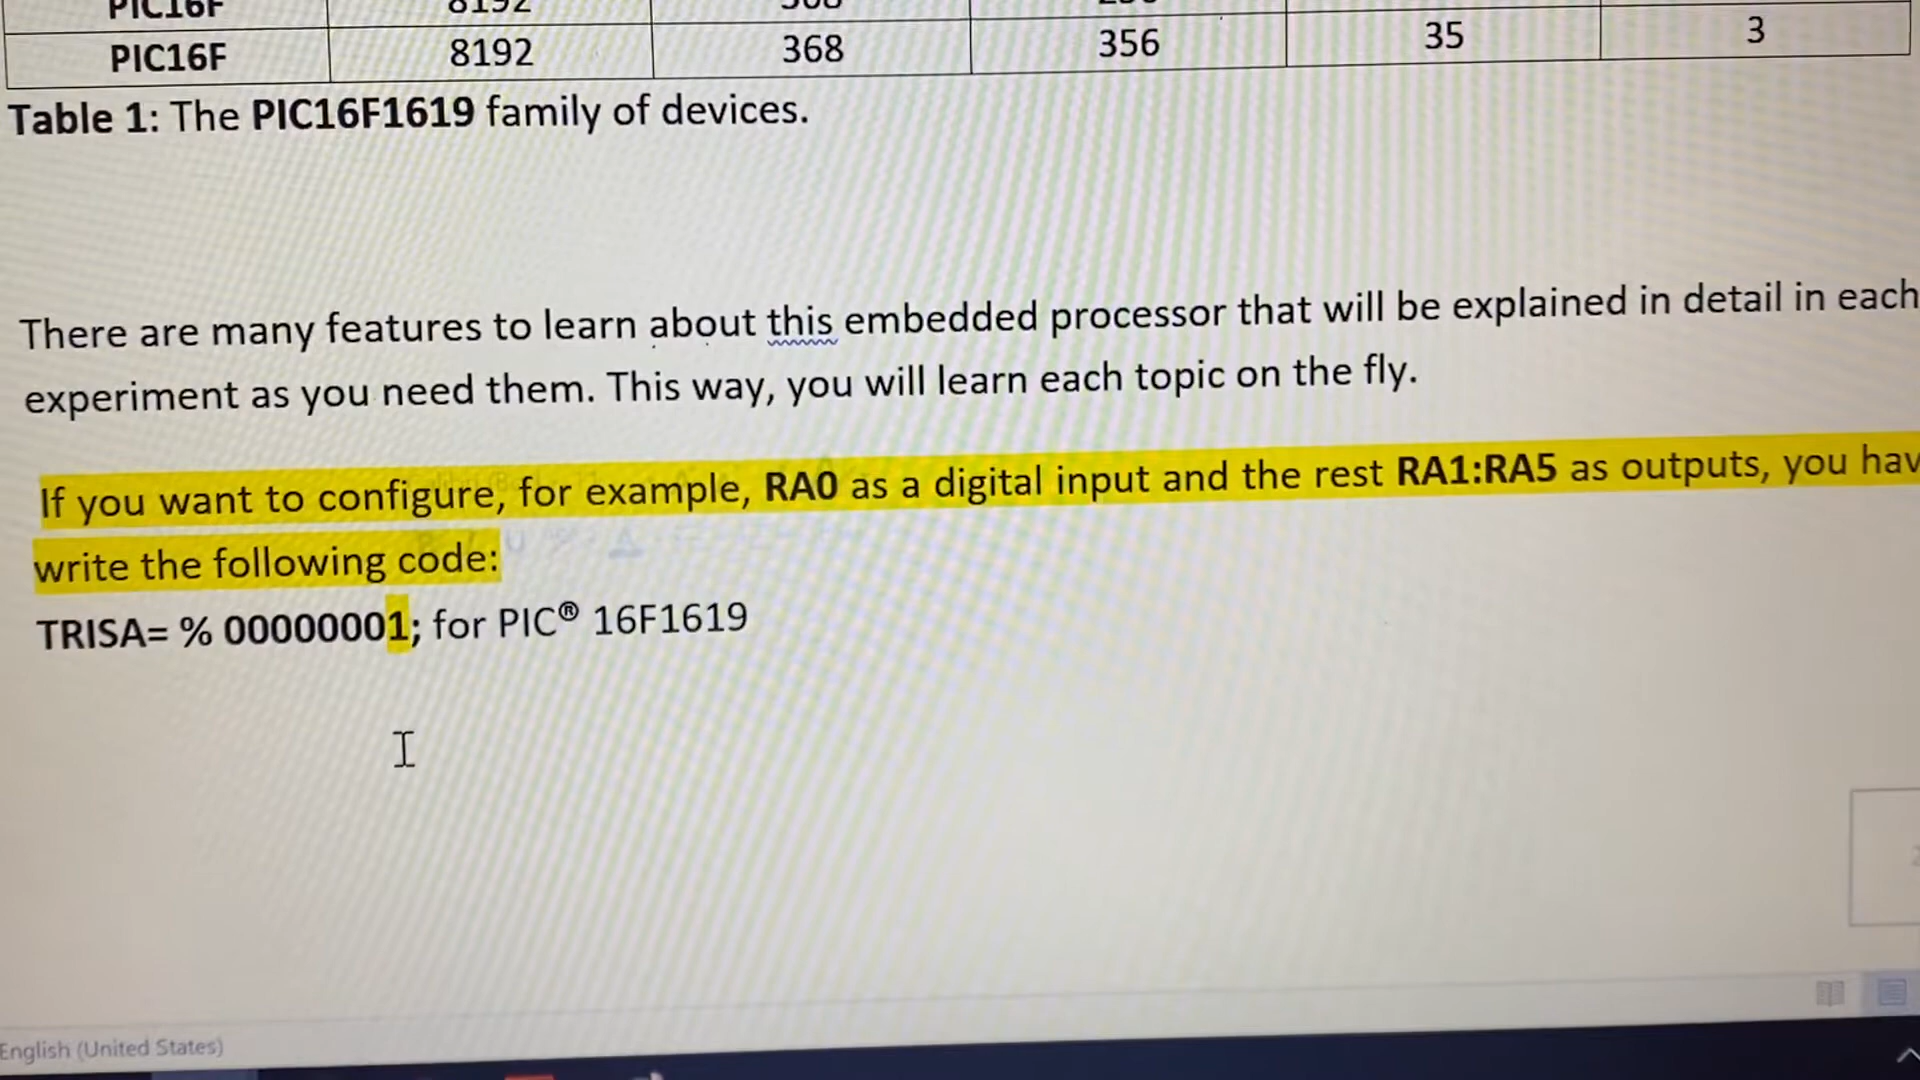 PIC16F 8192 368
PIC16F 8192 368 356 35 3
Table 1: The PIC16F1619 family of devices.
There are many features to learn about this embedded processor that will be explained in detail in each
experiment as you need them. This way, you will learn each topic on the fly.
If you want to configure, for example, RA0 as a digital input and the rest RA1:RA5 as outputs, you hav
write the following code:
TRISA= % 00000001; for PIC® 16F1619
English (United States)